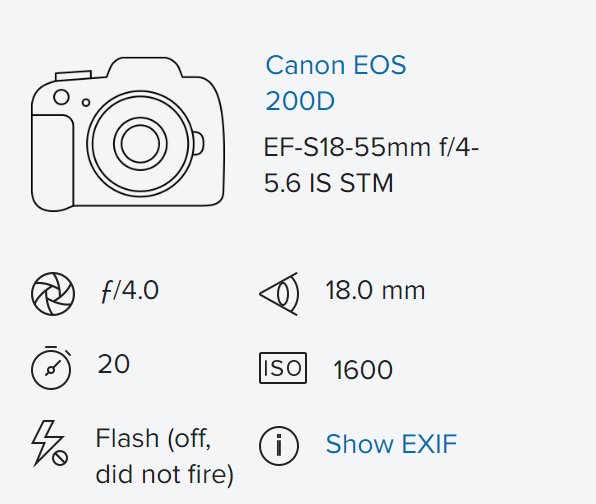 Canon EOS
200D
EF-S18-55mm f/4-
5.6 IS STM
ƒ/4.0
18.0 mm
20
ISO
1600
Flash (off,
did not fire)
i
Show EXIF